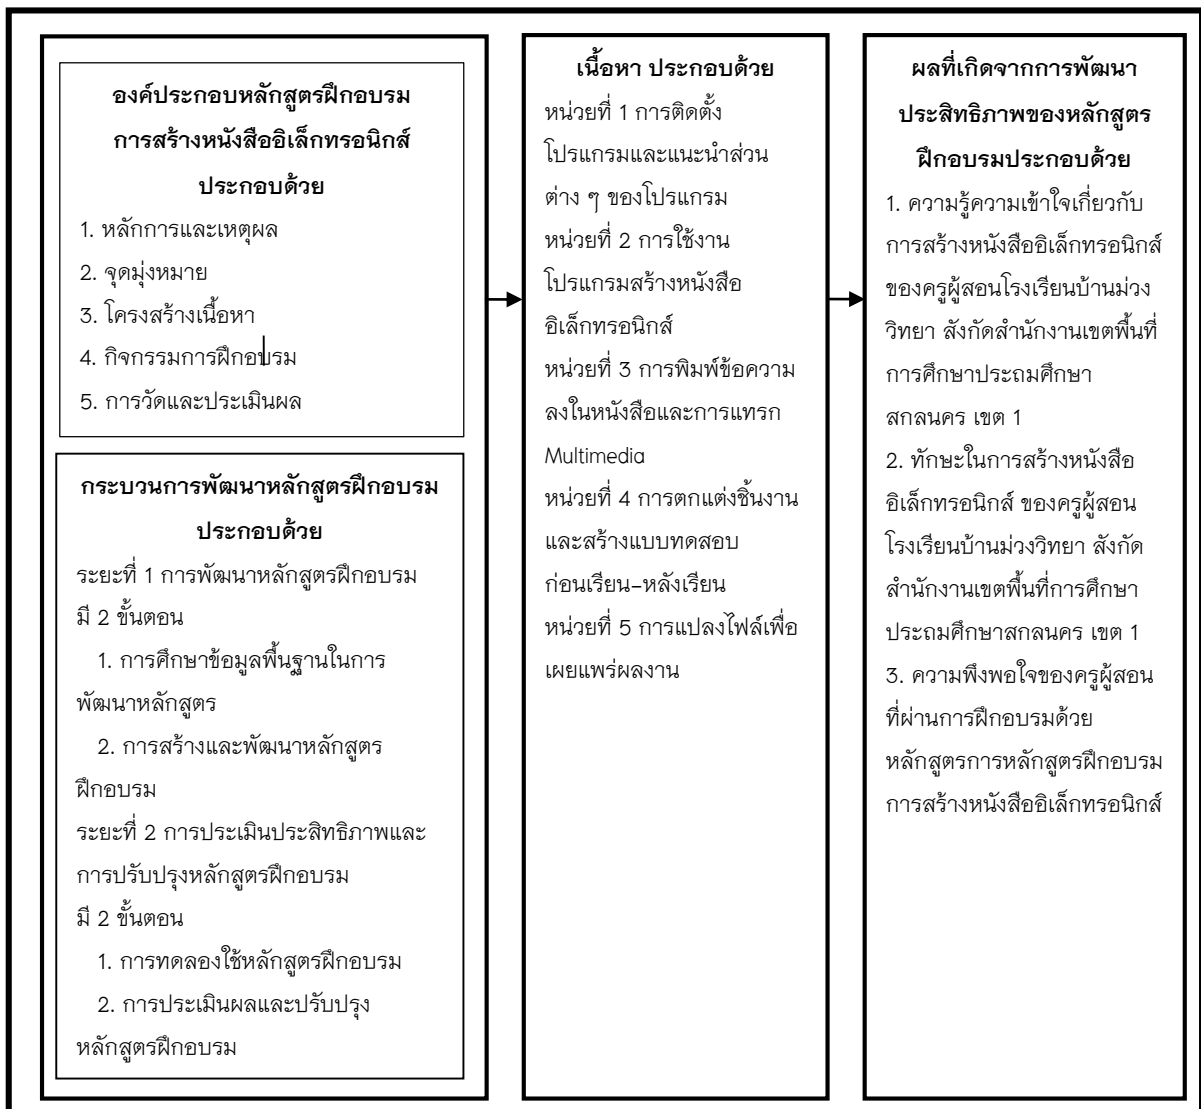 องค์ประกอบหลักสูตรฝึกอบรม
การสร้างหนังสืออิเล็กทรอนิกส์
ประกอบด้วย
1. หลักการและเหตุผล
2. จุดมุ่งหมาย
3. โครงสร้างเนื้อหา
4. กิจกรรมการฝึกอบรม
5. การวัดและประเมินผล
กระบวนการพัฒนาหลักสูตรฝึกอบรม
ประกอบด้วย
ระยะที่ 1 การพัฒนาหลักสูตรฝึกอบรม
มี 2 ขั้นตอน
1. การศึกษาข้อมูลพื้นฐานในการ
พัฒนาหลักสูตร
2. การสร้างและพัฒนาหลักสูตร
ฝึกอบรม
ระยะที่ 2 การประเมินประสิทธิภาพและ
การปรับปรุงหลักสูตรฝึกอบรม
มี 2 ขั้นตอน
1. การทดลองใช้หลักสูตรฝึกอบรม
2. การประเมินผลและปรับปรุง
หลักสูตรฝึกอบรม
เนื้อหา ประกอบด้วย
หน่วยที่ 1 การติดตั้ง
โปรแกรมและแนะนำส่วน
ต่าง ๆ ของโปรแกรม
หน่วยที่ 2 การใช้งาน
โปรแกรมสร้างหนังสือ
อิเล็กทรอนิกส์
หน่วยที่ 3 การพิมพ์ข้อความ
ลงในหนังสือและการแทรก
Multimedia
หน่วยที่ 4 การตกแต่งชิ้นงาน
และสร้างแบบทดสอบ
ก่อนเรียน-หลังเรียน
หน่วยที่ 5 การแปลงไฟล์เพื่อ
เผยแพร่ผลงาน
ผลที่เกิดจากการพัฒนา
ประสิทธิภาพของหลักสูตร
ฝึกอบรมประกอบด้วย
1. ความรู้ความเข้าใจเกี่ยวกับ
การสร้างหนังสืออิเล็กทรอนิกส์
ของครูผู้สอนโรงเรียนบ้านม่วง
วิทยา สังกัดสำนักงานเขตพื้นที่
การศึกษาประถมศึกษา
สกลนคร เขต 1
2. ทักษะในการสร้างหนังสือ
อิเล็กทรอนิกส์ ของครูผู้สอน
โรงเรียนบ้านม่วงวิทยา สังกัด
สำนักงานเขตพื้นที่การศึกษา
ประถมศึกษาสกลนคร เขต 1
3. ความพึงพอใจของครูผู้สอน
ที่ผ่านการฝึกอบรมด้วย
หลักสูตรการหลักสูตรฝึกอบรม
การสร้างหนังสืออิเล็กทรอนิกส์